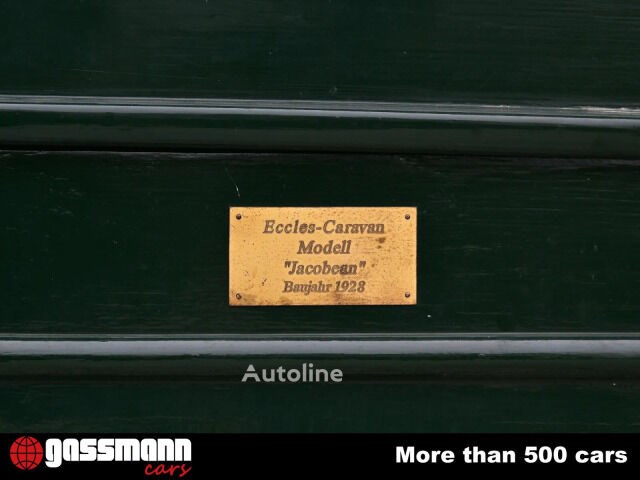 Eccles-Caravan
Modell
"Jacobean"
Baujahr 1928
Autoline
gassmann
cars
More than 500 cars